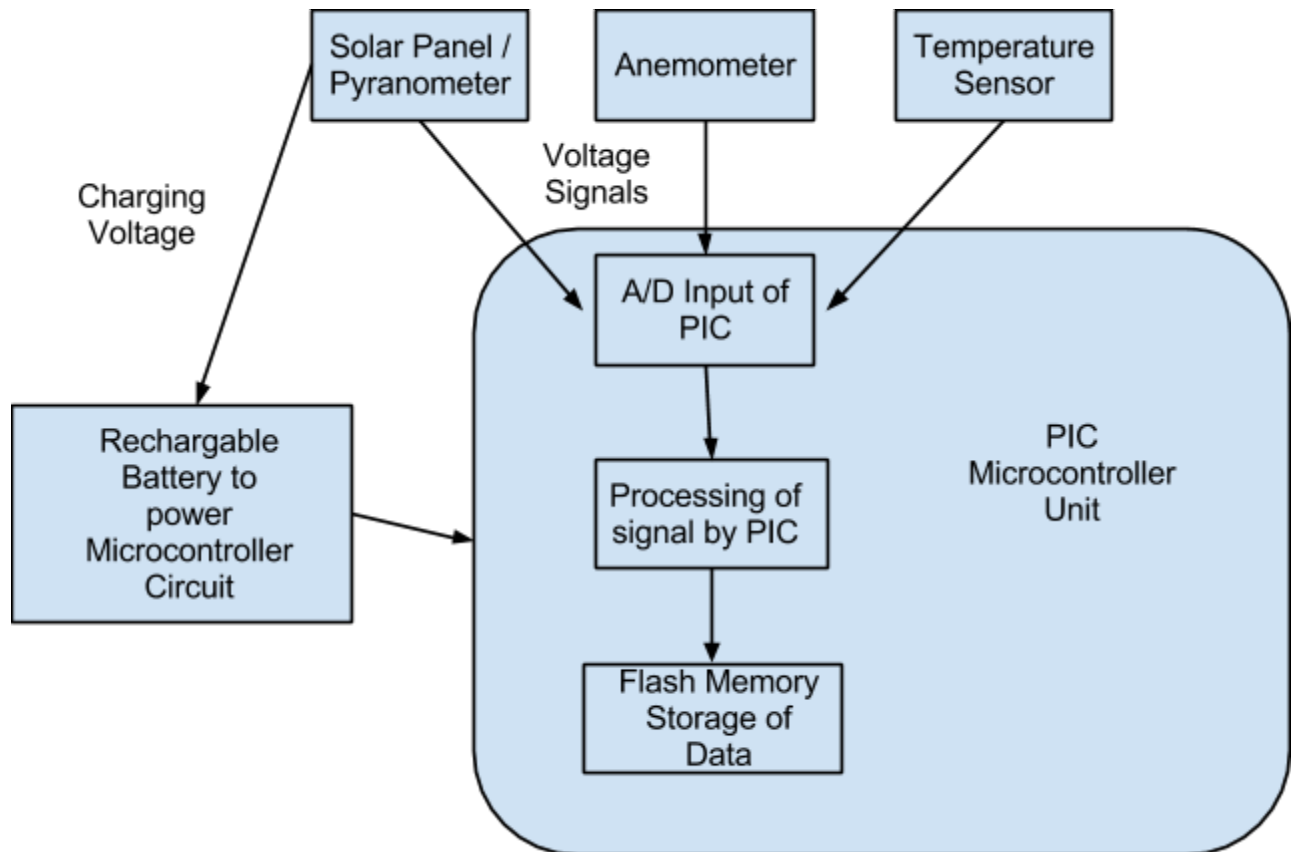 Solar Panel /
Pyranometer
Anemometer
Temperature
Sensor
Voltage
Signals
Charging
Voltage
A/D Input of
PIC
Rechargable
Battery to
power
Microcontroller
Circuit
Processing of
signal by PIC
PIC
Microcontroller
Unit
Flash Memory
Storage of
Data